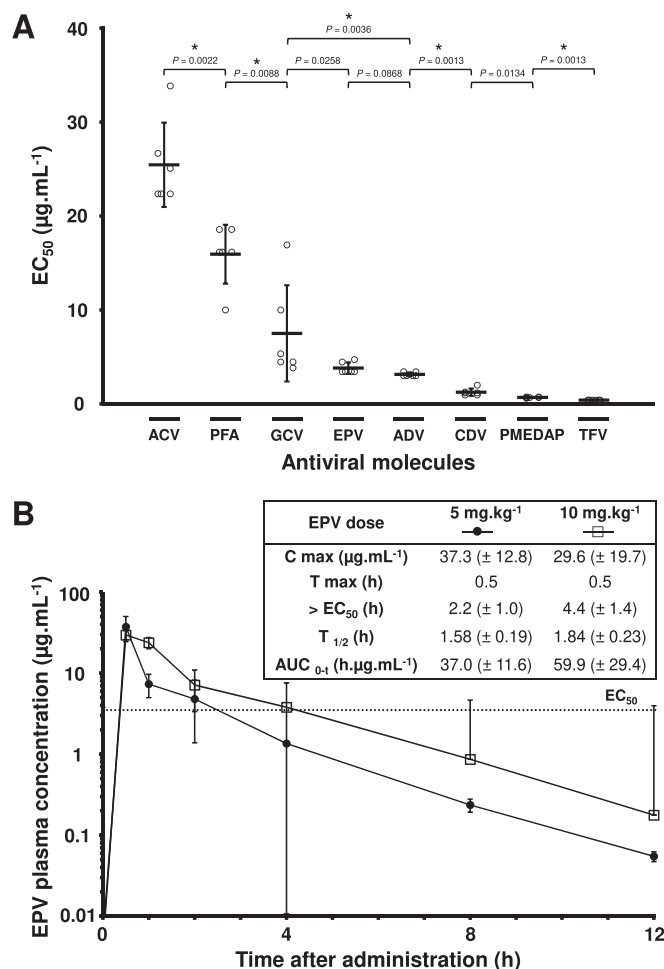 A
*
P = 0.0036
*
*
*
P = 0.0022
*
P = 0.0258
P = 0.0013
P = 0.0013
P = 0.0088
P = 0.0868
P = 0.0134
40
30
20
10
0
EC50 (µg.mL-1)
ACV PFA GCV EPV ADV CDV PMEDAP TFV
Antiviral molecules
B
EPV dose 5 mg.kg-1 10 mg.kg-1
C max (µg.mL-1) 37.3 (± 12.8) 29.6 (± 19.7)
T max (h) 0.5 0.5
> EC50 (h) 2.2 (± 1.0) 4.4 (± 1.4)
T 1/2 (h) 1.58 (± 0.19) 1.84 (± 0.23)
AUC 0-t (h.µg.mL-1) 37.0 (± 11.6) 59.9 (± 29.4)
EC50
100
10
1
0.1
0.01
EPV plasma concentration (µg.mL-1)
0 4 8 12
Time after administration (h)